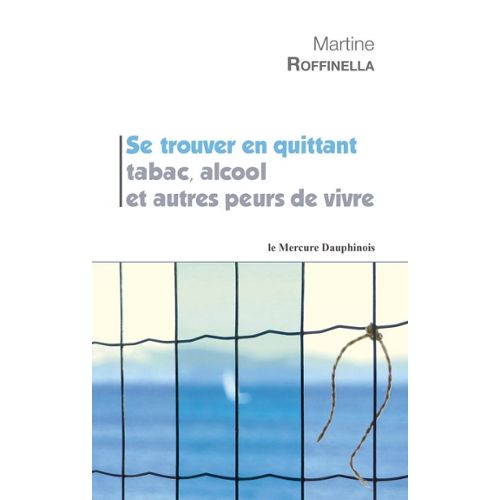 Martine
ROFFINELLA
Se trouver en quittant
tabac, alcool
et autres peurs de vivre
le Mercure Dauphinois